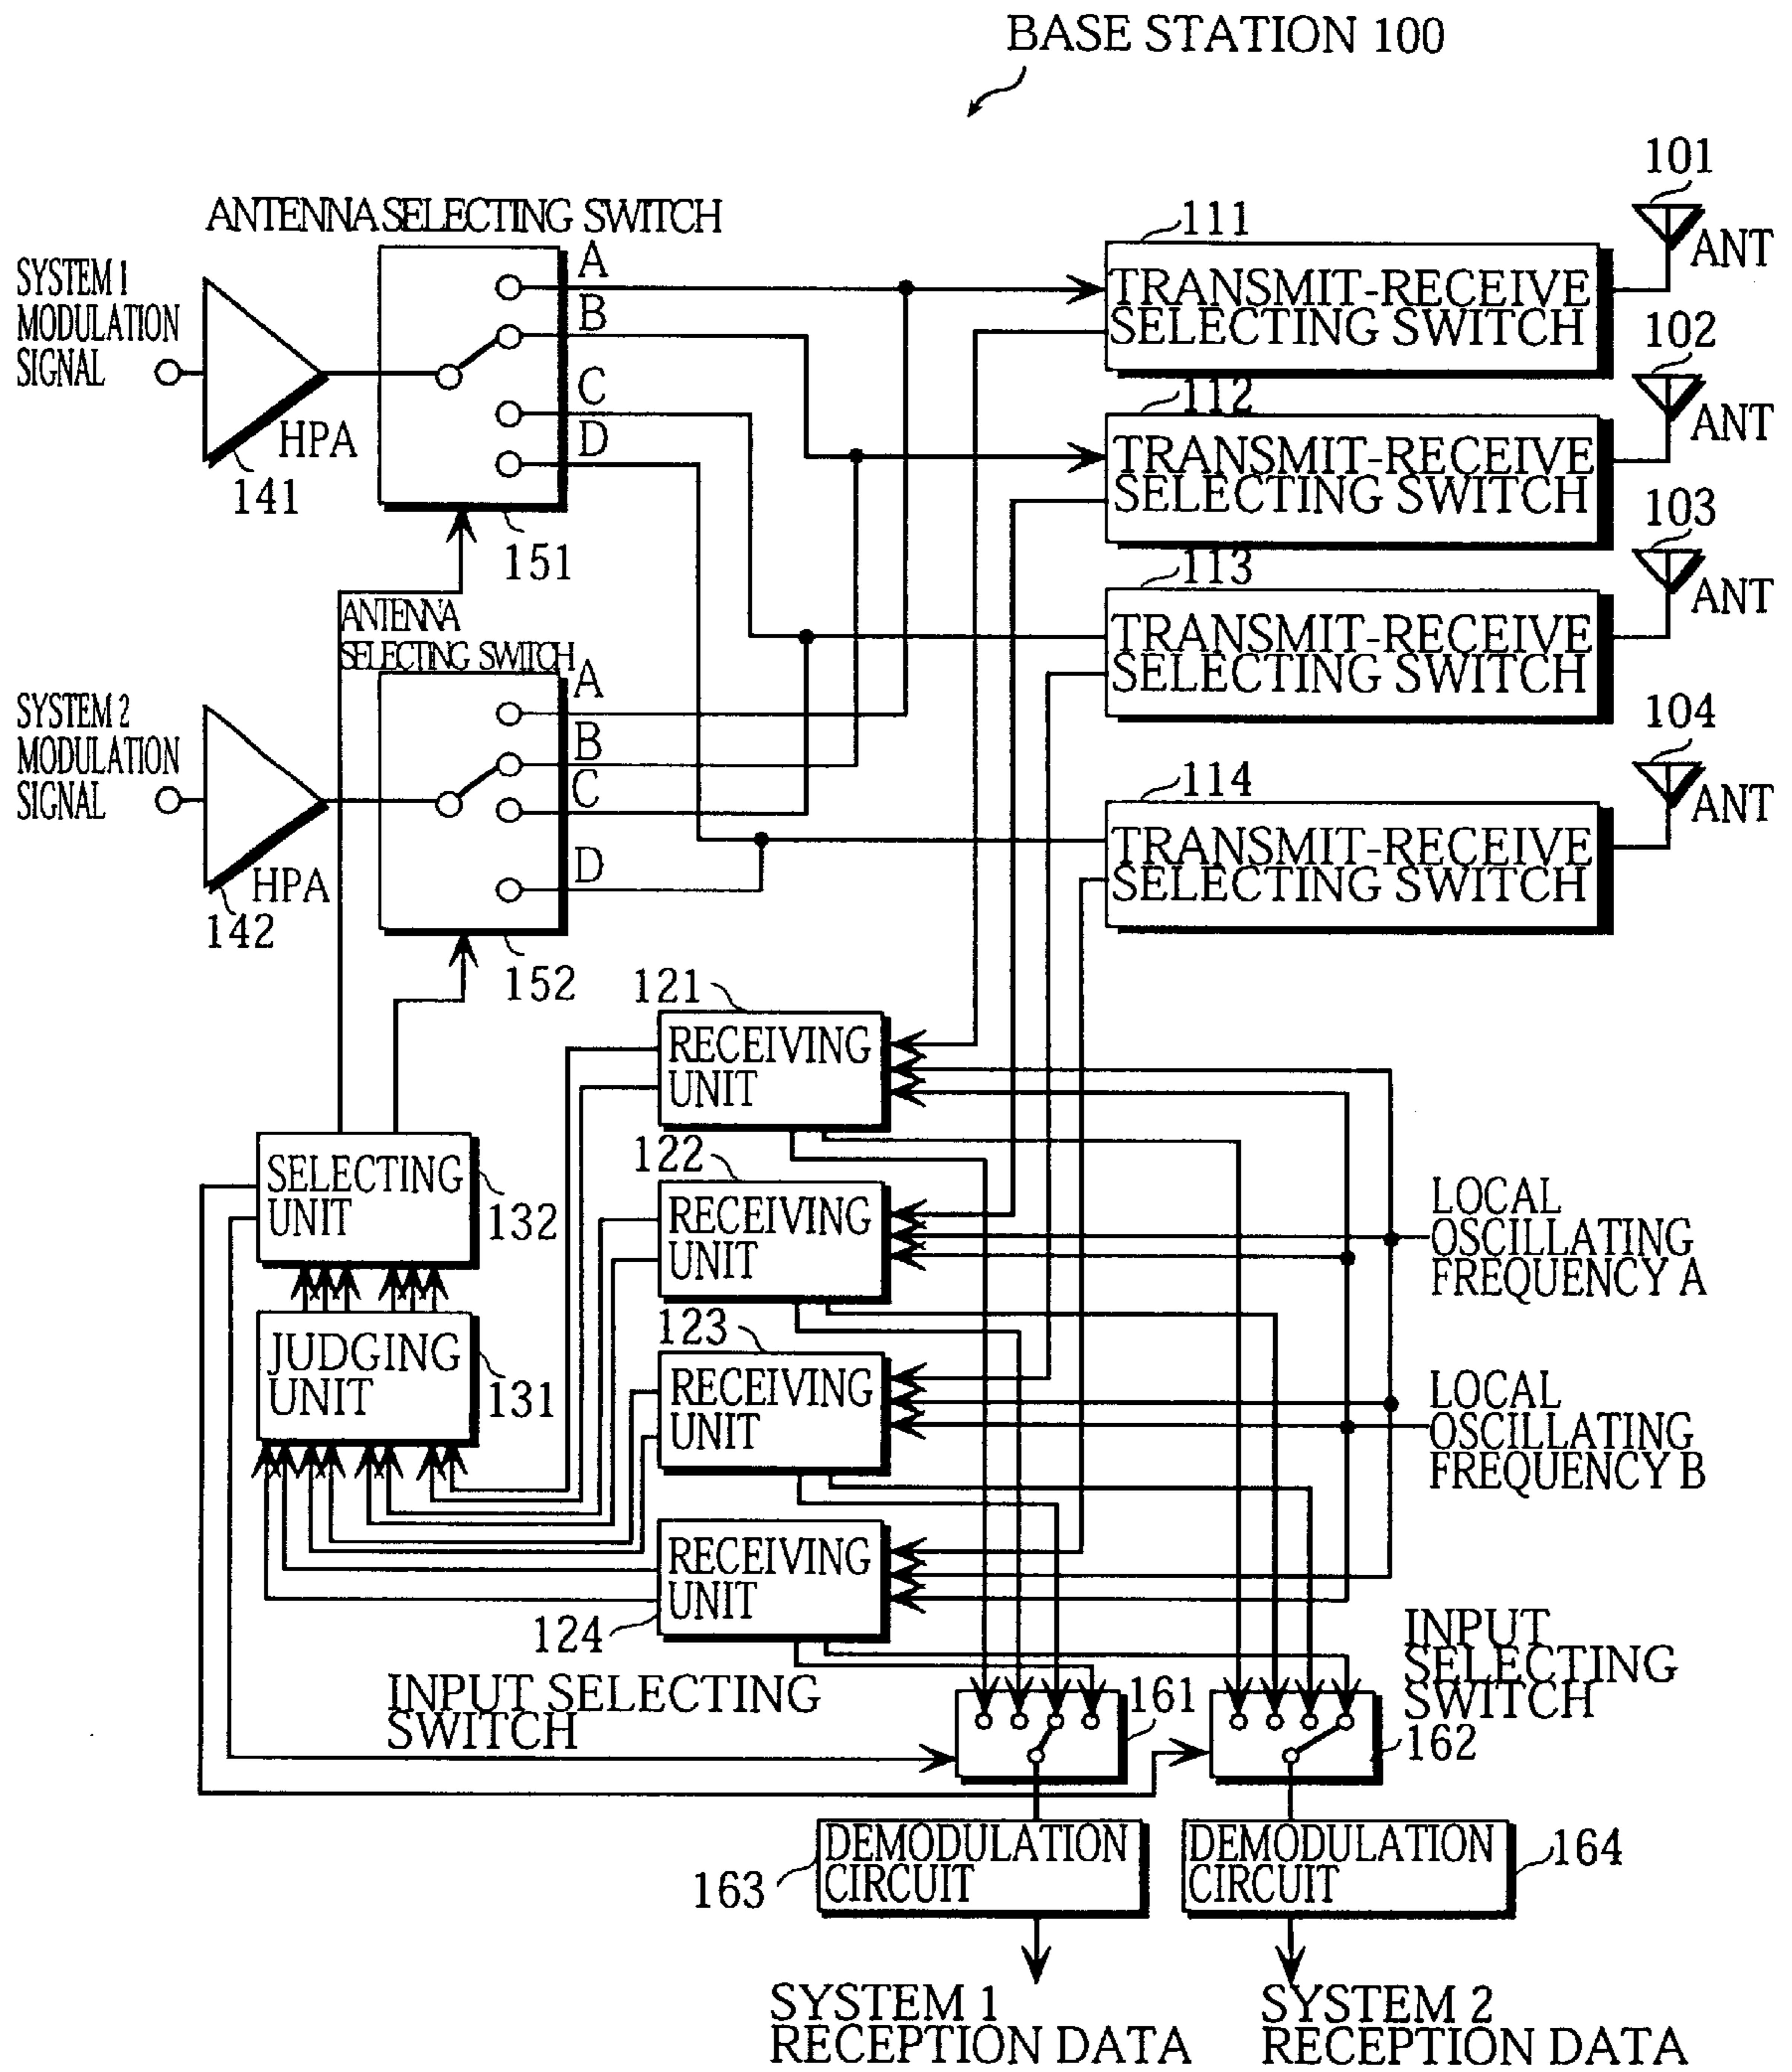 BASE STATION 100
ANTENNA SELECTING SWITCH
SYSTEM 1
MODULATION
SIGNAL
HPA
141
A
B
C
D
151
111
TRANSMIT-RECEIVE
SELECTING SWITCH
101
ANT
112
TRANSMIT-RECEIVE
SELECTING SWITCH
102
ANT
113
TRANSMIT-RECEIVE
SELECTING SWITCH
103
ANT
114
TRANSMIT-RECEIVE
SELECTING SWITCH
104
ANT
ANTENNA
SELECTING SWITCH
SYSTEM 2
MODULATION
SIGNAL
HPA
142
A
B
C
D
152
121
RECEIVING
UNIT
122
RECEIVING
UNIT
123
RECEIVING
UNIT
RECEIVING
UNIT
124
SELECTING
UNIT
132
JUDGING
UNIT
131
LOCAL
OSCILLATING
FREQUENCY A
LOCAL
OSCILLATING
FREQUENCY B
INPUT SELECTING
SWITCH
161
INPUT
SELECTING
SWITCH
162
DEMODULATION
CIRCUIT
163
DEMODULATION
CIRCUIT
164
SYSTEM 1
RECEPTION DATA
SYSTEM 2
RECEPTION DATA